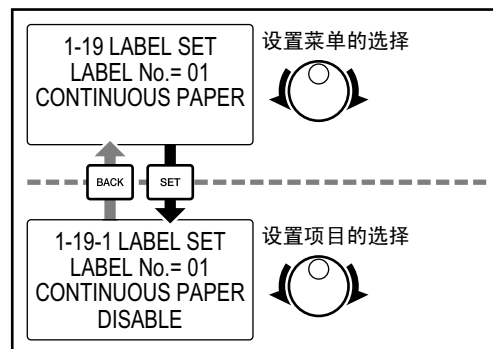 1-19 LABEL SET
LABEL No.= 01
CONTINUOUS PAPER
设置菜单的选择
BACK
SET
1-19-1 LABEL SET
LABEL No.= 01
CONTINUOUS PAPER
DISABLE
设置项目的选择